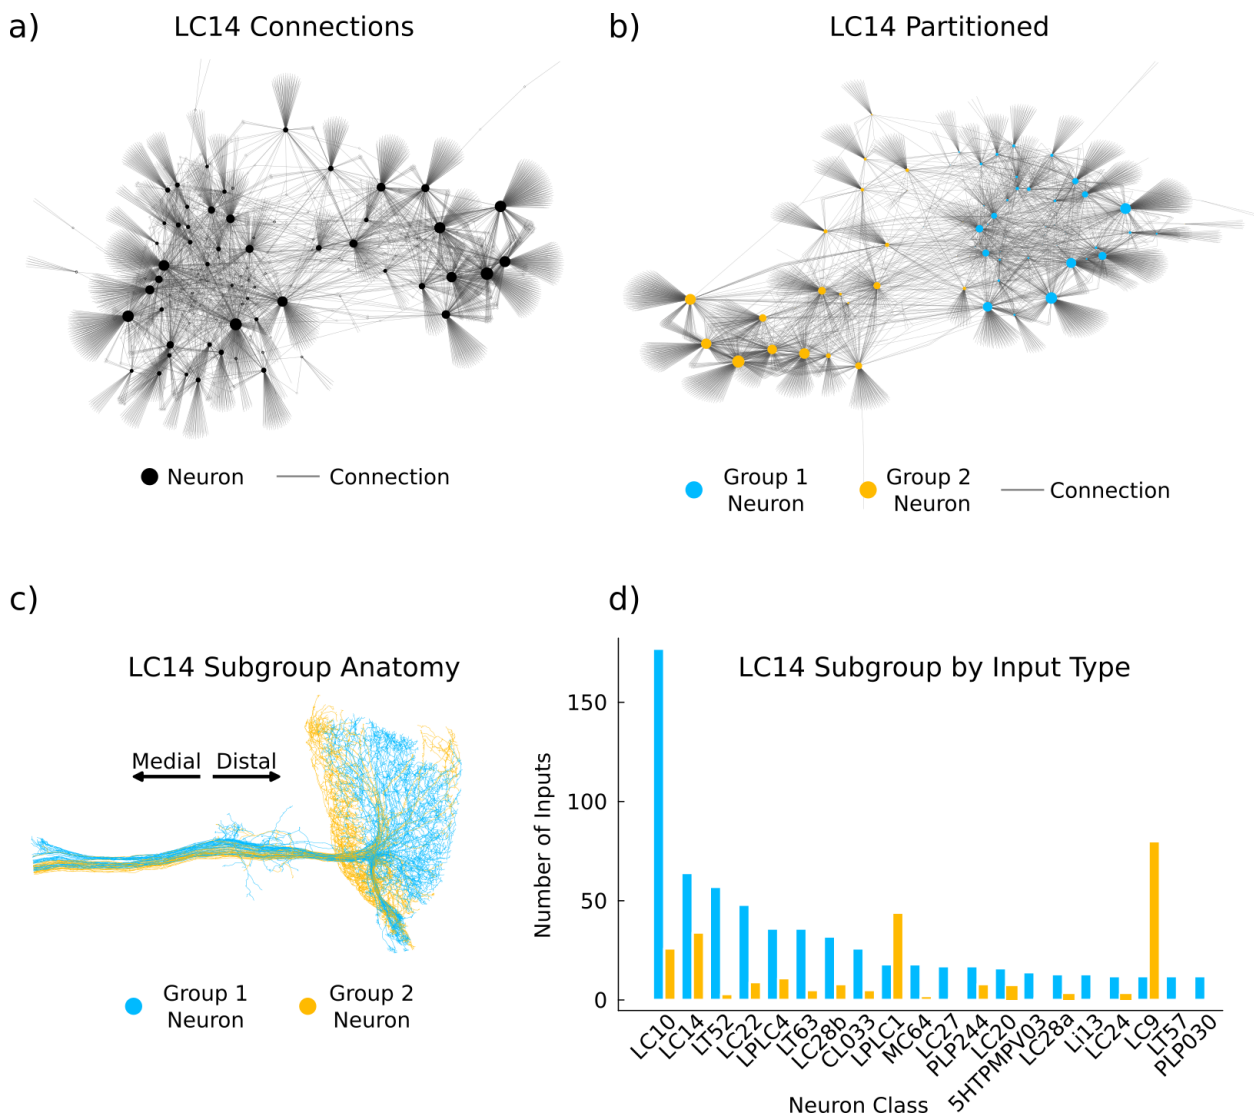 a)
LC14 Connections
b)
LC14 Partitioned
Neuron
Connection
Group 1
Neuron
Group 2
Neuron
Connection
c)
LC14 Subgroup Anatomy
Medial
Distal
Group 1
Neuron
Group 2
Neuron
d)
LC14 Subgroup by Input Type
Number of Inputs
150
100
50
0
LC10
LC14
LT52
LC22
LPLC4
LT63
LC28b
CL033
LPLC1
MC64
LC27
PLP244
LC20
5HTPMPV03
LC28a
Li13
LC24
LC9
LT57
PLP030
Neuron Class